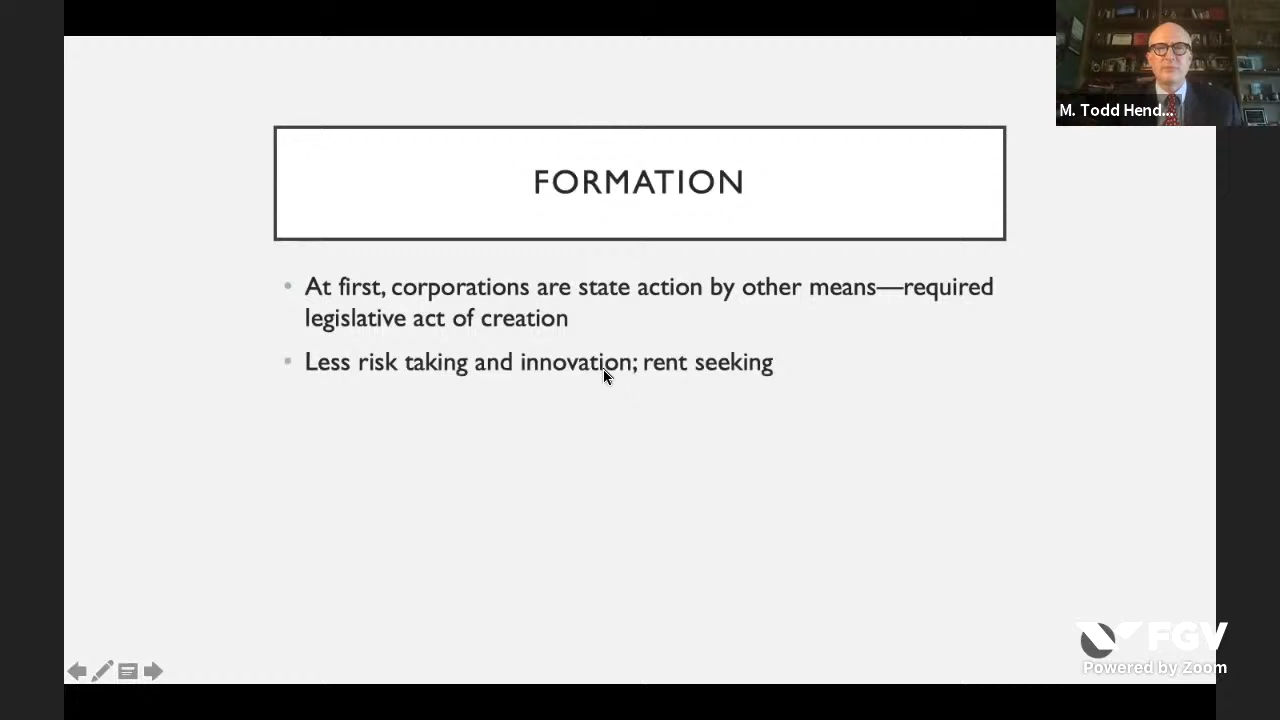 M. Todd Hend...
FORMATION
• At first, corporations are state action by other means—required
legislative act of creation
• Less risk taking and innovation; rent seeking
FGV
Powered by Zoom